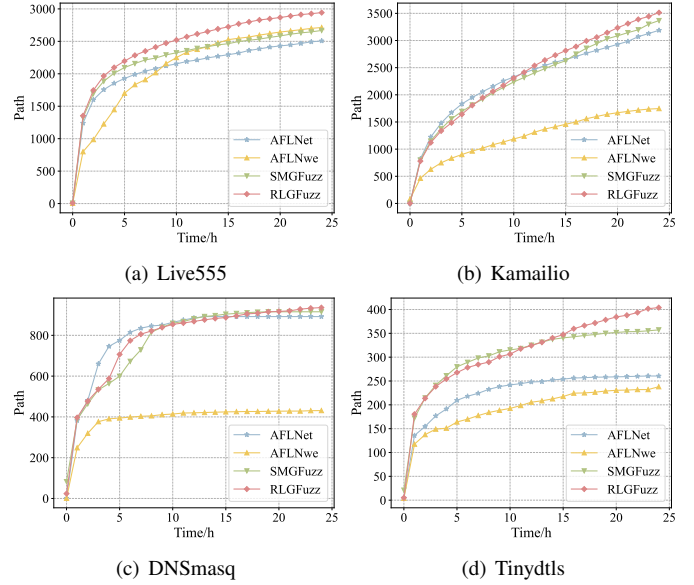 3000
2500
2000
1500
1000
500
0
Path
AFLNet
AFLNwe
SMGFuzz
RLGFuzz
0 5 10 15 20 25
Time/h
(a) Live555
3500
3000
2500
2000
1500
1000
500
0
Path
AFLNet
AFLNwe
SMGFuzz
RLGFuzz
0 5 10 15 20 25
Time/h
(b) Kamailio
800
600
400
200
0
Path
AFLNet
AFLNwe
SMGFuzz
RLGFuzz
0 5 10 15 20 25
Time/h
(c) DNSmasq
400
350
300
250
200
150
100
50
0
Path
AFLNet
AFLNwe
SMGFuzz
RLGFuzz
0 5 10 15 20 25
Time/h
(d) Tinydtls